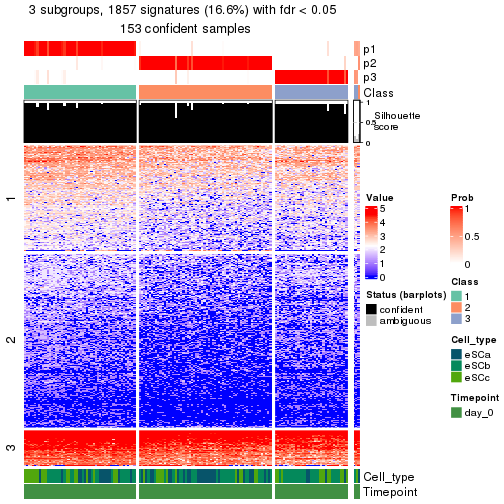 3 subgroups, 1857 signatures (16.6%) with fdr < 0.05
153 confident samples
p1
p2
p3
Class
1
0.5
0
Silhouette
score
1
2
3
Value
5
4
3
2
1
0
Prob
1
0.5
0
Status (barplots)
confident
ambiguous
Class
1
2
3
Cell_type
eSCa
eSCb
eSCc
Timepoint
day_0
Cell_type
Timepoint